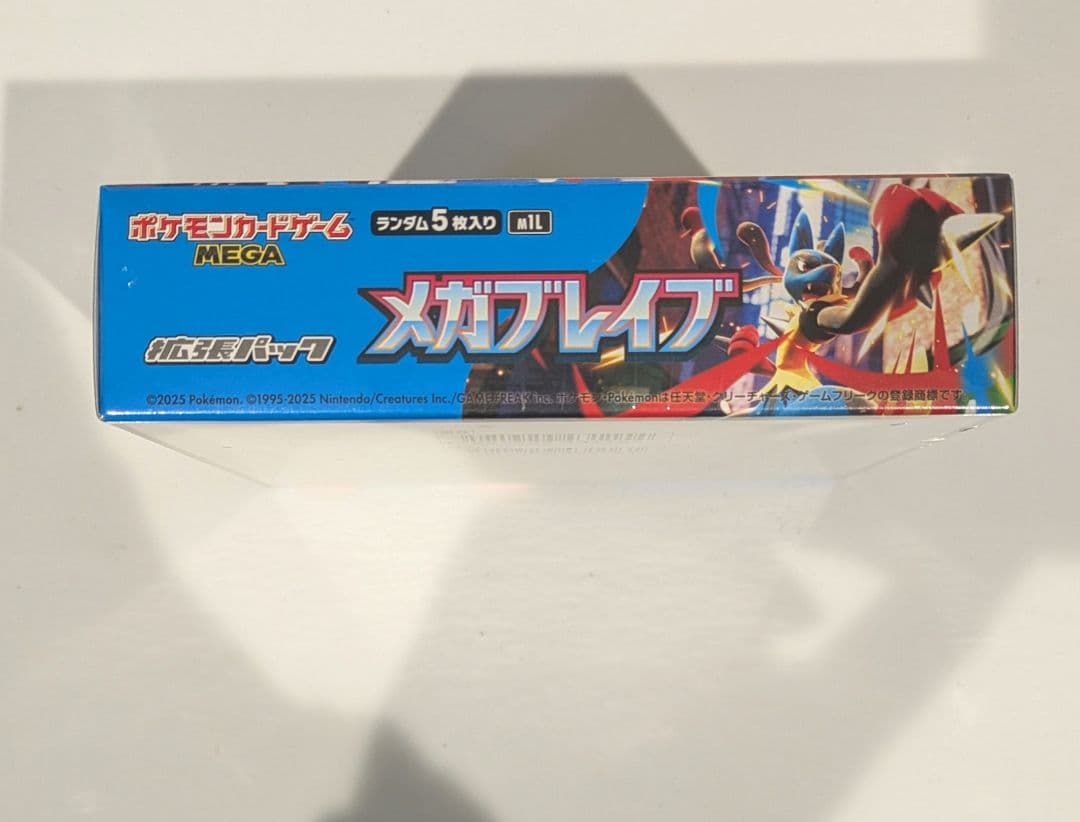 ポケモンカードゲーム
MEGA
ランダム5枚入り M1L
メガブレイブ
拡張パック
©2025 Pokémon. ©1995-2025 Nintendo/Creatures Inc./GAME FREAK inc. ポケモン・Pokémonは任天堂・クリーチャーズ・ゲームフリークの登録商標です。